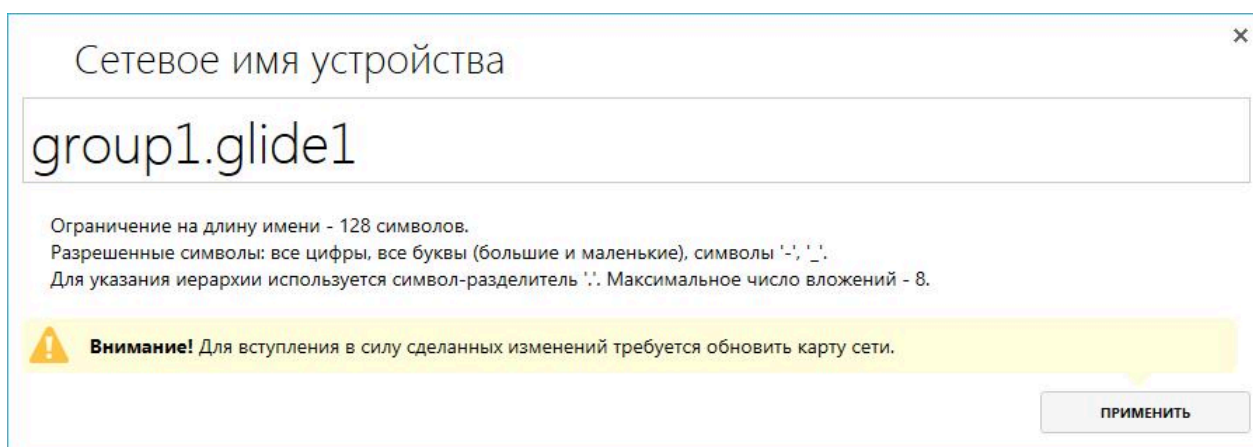 Сетевое имя устройства
group1.glide1
Ограничение на длину имени - 128 символов.
Разрешенные символы: все цифры, все буквы (большие и маленькие), символы '-', '_'.
Для указания иерархии используется символ-разделитель '.'. Максимальное число вложений - 8.
Внимание! Для вступления в силу сделанных изменений требуется обновить карту сети.
ПРИМЕНИТЬ